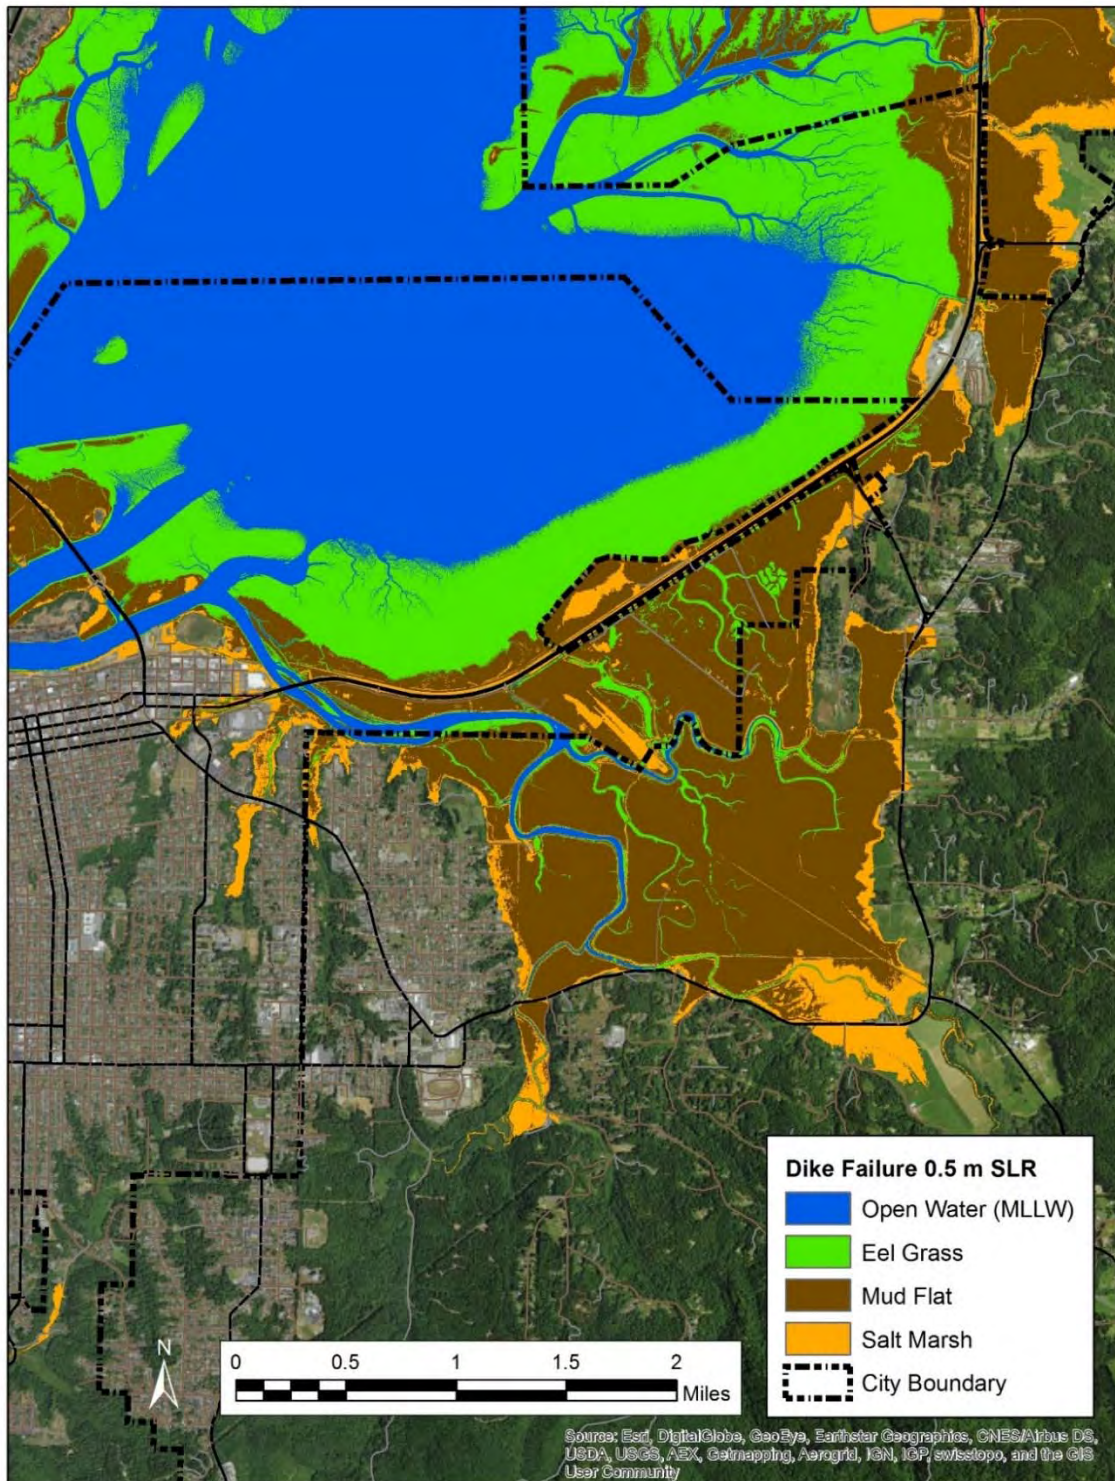 Dike Failure 0.5 m SLR
Open Water (MLLW)
Eel Grass
Mud Flat
Salt Marsh
City Boundary
N
0 0.5 1 1.5 2
Miles
Source: Esri, DigitalGlobe, GeoEye, Earthstar Geographics, CNES/Airbus DS,
USDA, USGS, AEX, Getmapping, Aerogrid, IGN, IGP, swisstopo, and the GIS
User Community